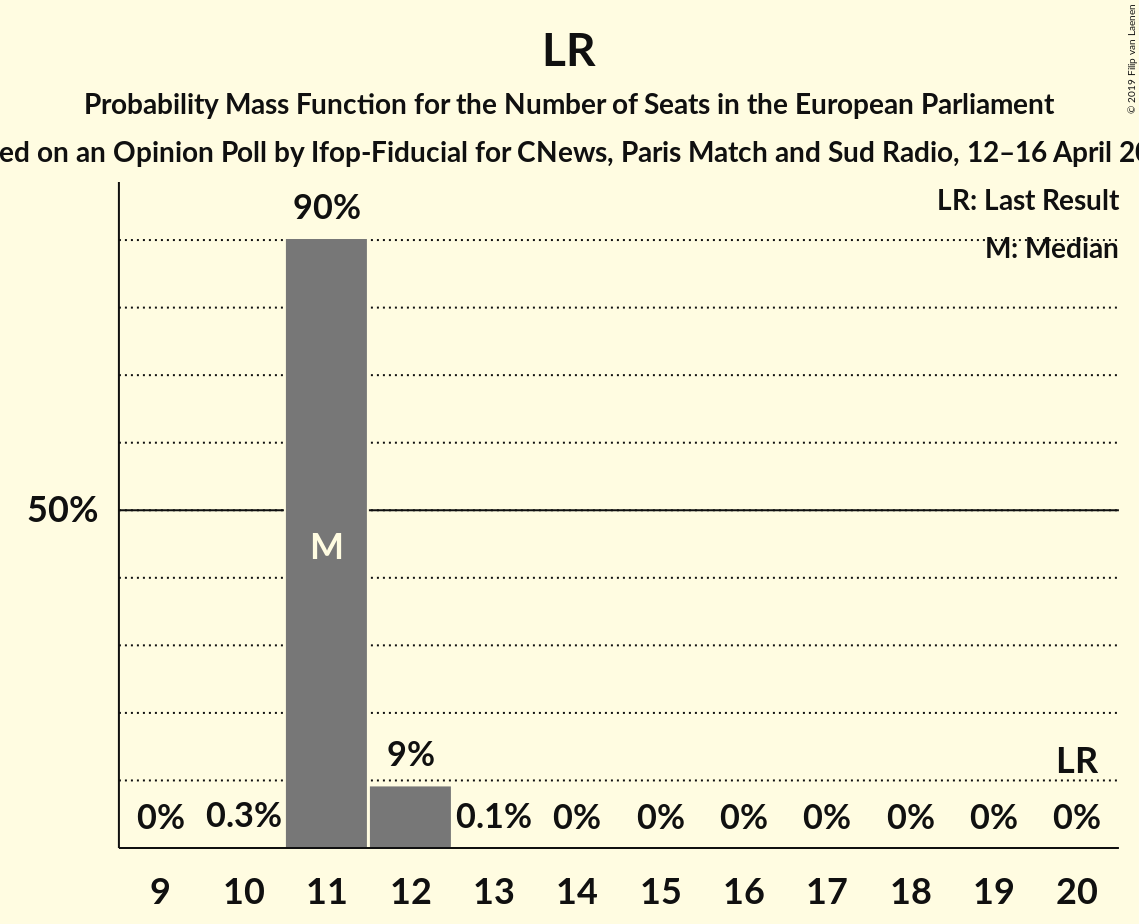 LR
Probability Mass Function for the Number of Seats in the European Parliament
ed on an Opinion Poll by Ifop-Fiducial for CNews, Paris Match and Sud Radio, 12–16 April 20
© 2019 Filip van Laenen
LR: Last Result
M: Median
90%
50%
M
9%
LR
0% 0.3% 0.1% 0% 0% 0% 0% 0% 0% 0%
9 10 11 12 13 14 15 16 17 18 19 20